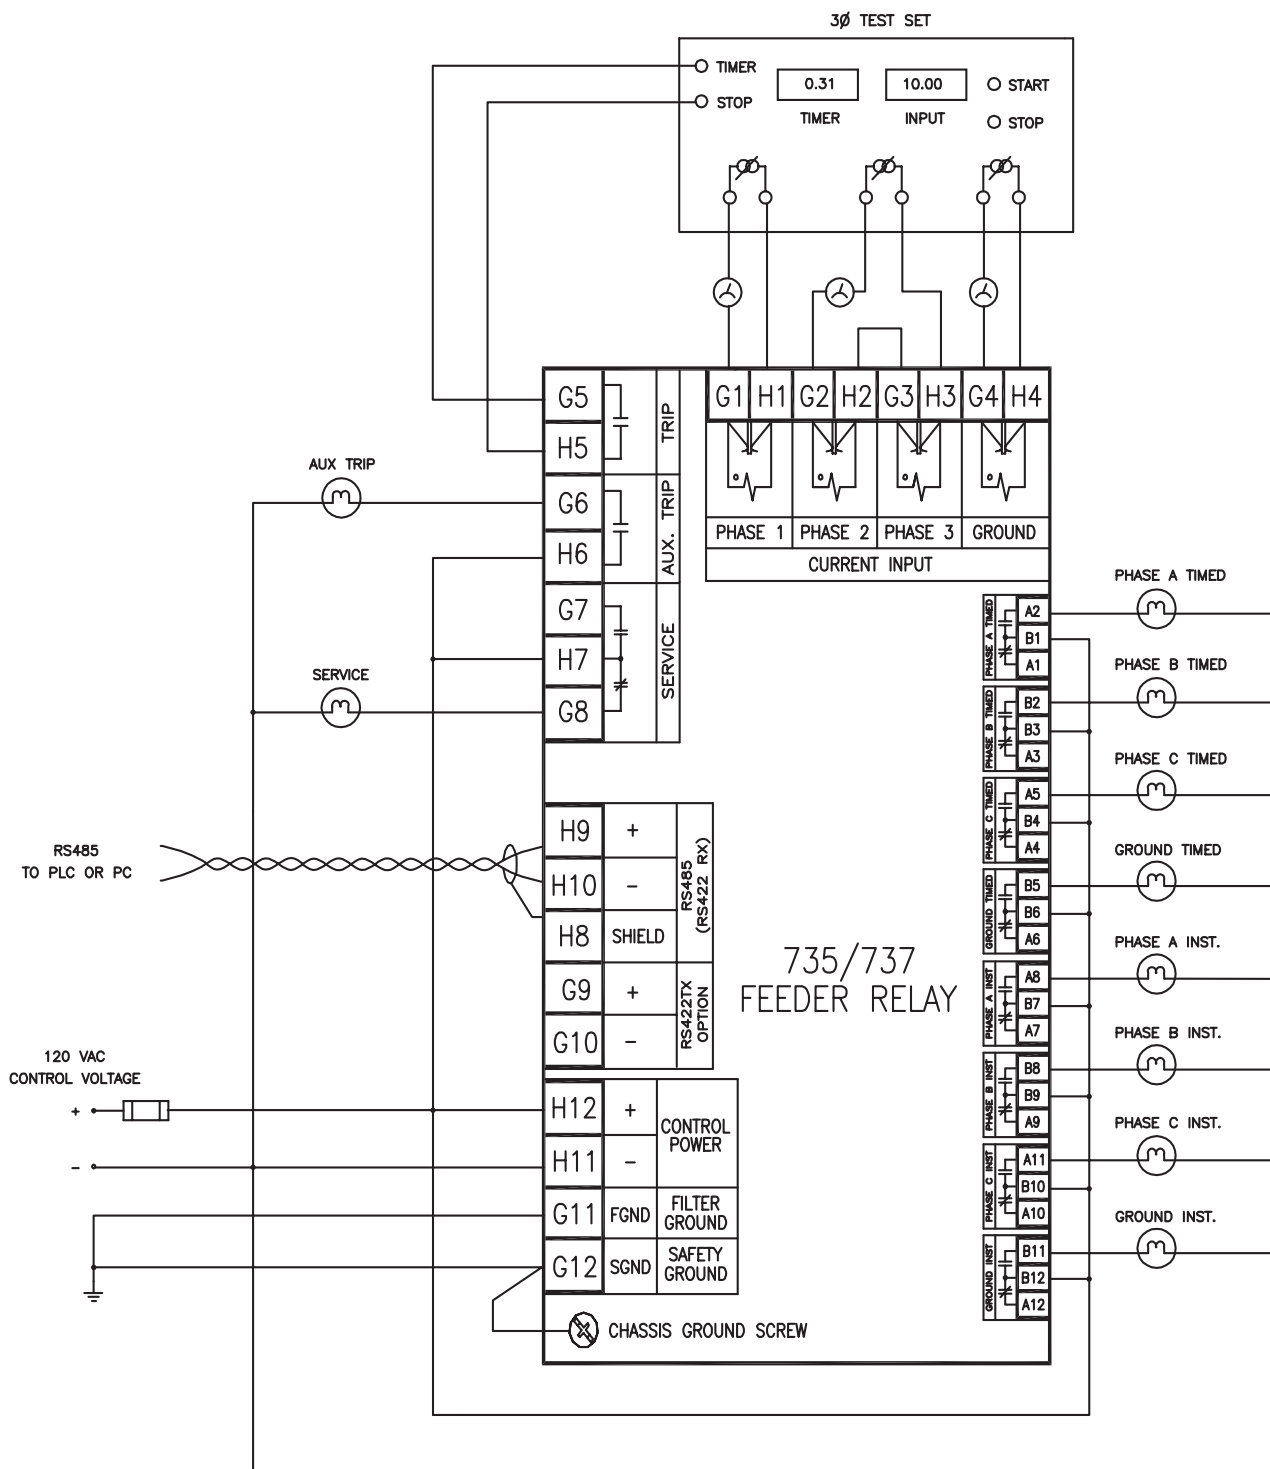 3Ø TEST SET
TIMER
STOP
0.31
TIMER
10.00
INPUT
START
STOP
G5
H5
TRIP
G6
H6
AUX. TRIP
G7
H7
G8
SERVICE
AUX TRIP
SERVICE
G1 H1 G2 H2 G3 H3 G4 H4
PHASE 1 PHASE 2 PHASE 3 GROUND
CURRENT INPUT
RS485
TO PLC OR PC
H9 +
H10 -
H8 SHIELD
RS485
(RS422 RX)
G9 +
G10 -
RS422TX
OPTION
735/737
FEEDER RELAY
120 VAC
CONTROL VOLTAGE
+
-
H12 +
H11 -
CONTROL
POWER
G11 FGND
FILTER
GROUND
G12 SGND
SAFETY
GROUND
CHASSIS GROUND SCREW
PHASE A TIMED
A2
B1
A1
PHASE A TIMED
PHASE B TIMED
B2
B3
A3
PHASE B TIMED
PHASE C TIMED
A5
B4
A4
PHASE C TIMED
GROUND TIMED
B5
B6
A6
GROUND TIMED
PHASE A INST
A8
B7
A7
PHASE A INST.
PHASE B INST
B8
B9
A9
PHASE B INST.
PHASE C INST
A11
B10
A10
PHASE C INST.
GROUND INST
B11
B12
A12
GROUND INST.